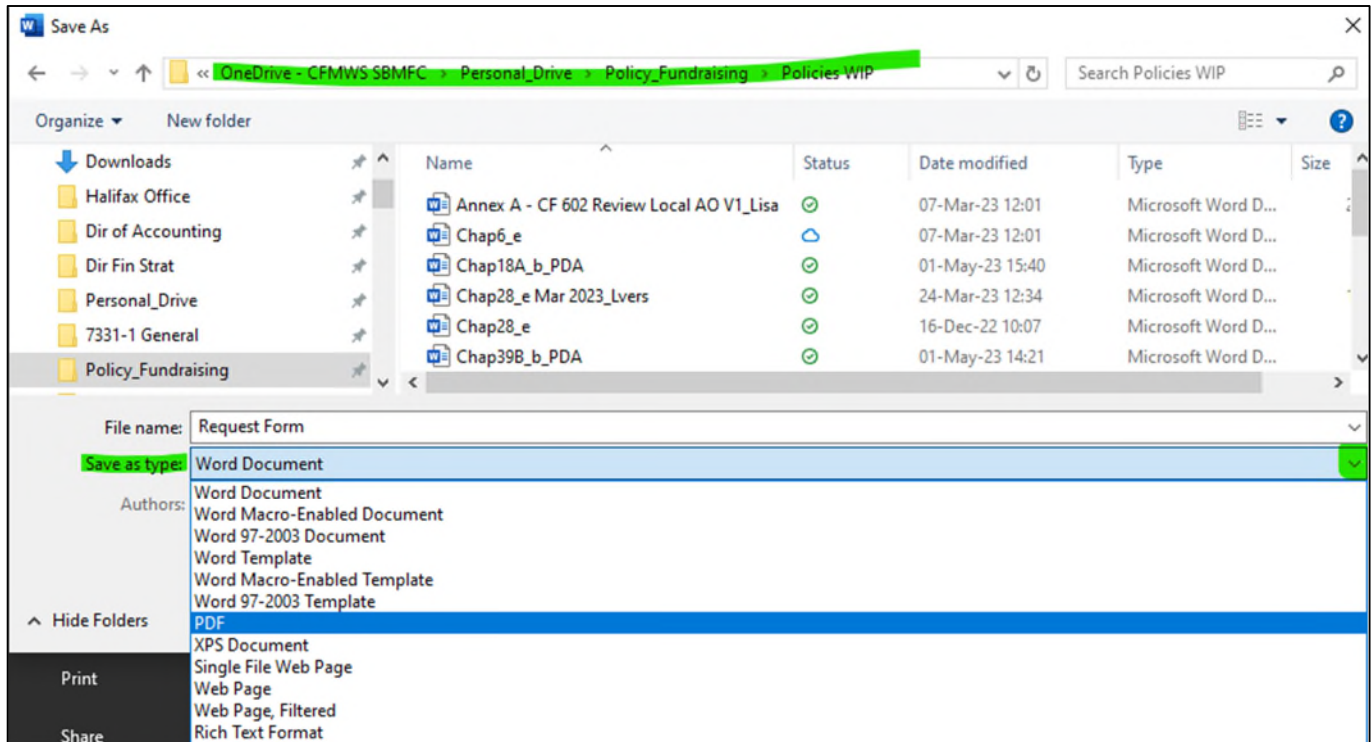 Save As
« OneDrive - CFMWS SBMFC > Personal_Drive > Policy_Fundraising > Policies WIP
Search Policies WIP
Organize
New folder
Downloads
Halifax Office
Dir of Accounting
Dir Fin Strat
Personal_Drive
7331-1 General
Policy_Fundraising
Name Status Date modified Type Size
Annex A - CF 602 Review Local AO V1_Lisa 07-Mar-23 12:01 Microsoft Word D...
Chap6_e 07-Mar-23 12:01 Microsoft Word D...
Chap18A_b_PDA 01-May-23 15:40 Microsoft Word D...
Chap28_e Mar 2023_Lvers 24-Mar-23 12:34 Microsoft Word D...
Chap28_e 16-Dec-22 10:07 Microsoft Word D...
Chap39B_b_PDA 01-May-23 14:21 Microsoft Word D...
File name: Request Form
Save as type: Word Document
Authors:
Word Document
Word Macro-Enabled Document
Word 97-2003 Document
Word Template
Word Macro-Enabled Template
Word 97-2003 Template
PDF
XPS Document
Single File Web Page
Web Page
Web Page, Filtered
Rich Text Format
Hide Folders
Print
Share